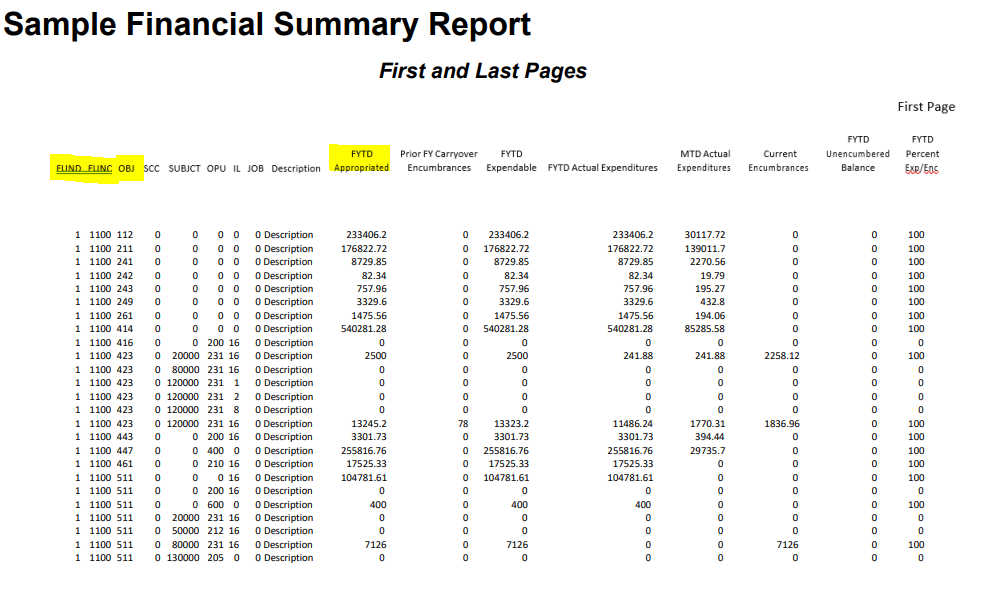 Sample Financial Summary Report
First and Last Pages
First Page
FYTD FYTD
FYTD Prior FY Carryover FYTD MTD Actual Current Unencumbered Percent
FUND FUNC OBJ SCC SUBJCT OPU IL JOB Description Appropriated Encumbrances Expendable FYTD Actual Expenditures Expenditures Encumbrances Balance Exp/Enc
1 1100 112 0 0 0 0 0 Description 233406.2 0 233406.2 233406.2 30117.72 0 0 100
1 1100 211 0 0 0 0 0 Description 176822.72 0 176822.72 176822.72 139011.7 0 0 100
1 1100 241 0 0 0 0 0 Description 8729.85 0 8729.85 8729.85 2270.56 0 0 100
1 1100 242 0 0 0 0 0 Description 82.34 0 82.34 82.34 19.79 0 0 100
1 1100 243 0 0 0 0 0 Description 757.96 0 757.96 757.96 195.27 0 0 100
1 1100 249 0 0 0 0 0 Description 3329.6 0 3329.6 3329.6 432.8 0 0 100
1 1100 261 0 0 0 0 0 Description 1475.56 0 1475.56 1475.56 194.06 0 0 100
1 1100 414 0 0 0 0 0 Description 540281.28 0 540281.28 540281.28 85285.58 0 0 100
1 1100 416 0 0 200 16 0 Description 0 0 0 0 0 0 0 0
1 1100 423 0 20000 231 16 0 Description 2500 0 2500 241.88 241.88 2258.12 0 100
1 1100 423 0 80000 231 16 0 Description 0 0 0 0 0 0 0 0
1 1100 423 0 120000 231 1 0 Description 0 0 0 0 0 0 0 0
1 1100 423 0 120000 231 2 0 Description 0 0 0 0 0 0 0 0
1 1100 423 0 120000 231 8 0 Description 0 0 0 0 0 0 0 0
1 1100 423 0 120000 231 16 0 Description 13245.2 78 13323.2 11486.24 1770.31 1836.96 0 100
1 1100 443 0 0 200 16 0 Description 3301.73 0 3301.73 3301.73 394.44 0 0 100
1 1100 447 0 0 400 0 0 Description 255816.76 0 255816.76 255816.76 29735.7 0 0 100
1 1100 461 0 0 210 16 0 Description 17525.33 0 17525.33 17525.33 0 0 0 100
1 1100 511 0 0 0 16 0 Description 104781.61 0 104781.61 104781.61 0 0 0 100
1 1100 511 0 0 200 16 0 Description 0 0 0 0 0 0 0 0
1 1100 511 0 0 600 0 0 Description 400 0 400 400 0 0 0 100
1 1100 511 0 20000 231 16 0 Description 0 0 0 0 0 0 0 0
1 1100 511 0 50000 212 16 0 Description 0 0 0 0 0 0 0 0
1 1100 511 0 80000 231 16 0 Description 7126 0 7126 0 0 7126 0 100
1 1100 511 0 130000 205 0 0 Description 0 0 0 0 0 0 0 0